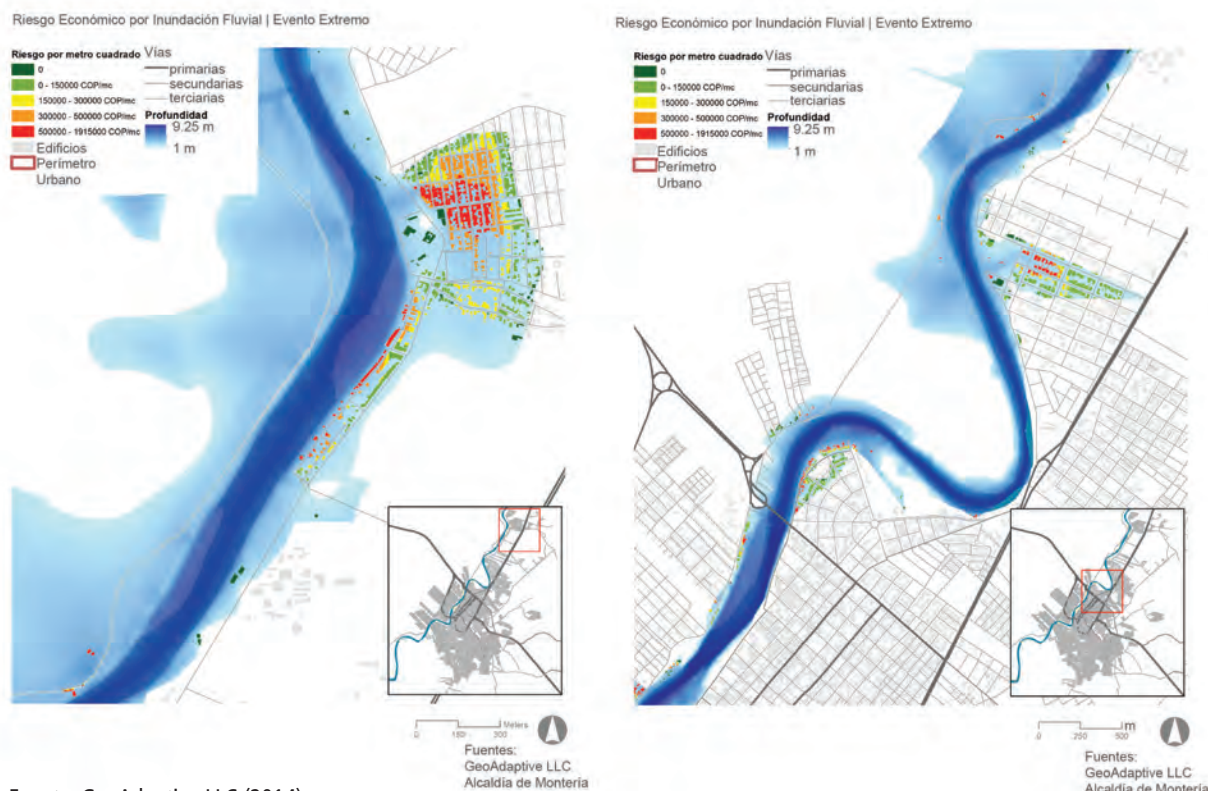 Riesgo Económico por Inundación Fluvial | Evento Extremo
Riesgo por metro cuadrado
0
0 - 150000 COP/mc
150000 - 300000 COP/mc
300000 - 500000 COP/mc
500000 - 1915000 COP/mc
Edificios
Perímetro
Urbano
Vías
primarias
secundarias
terciarias
Profundidad
9.25 m
1 m
0 150 300 Meters
Fuentes:
GeoAdaptive LLC
Alcaldía de Montería
Riesgo Económico por Inundación Fluvial | Evento Extremo
Riesgo por metro cuadrado
0
0 - 150000 COP/mc
150000 - 300000 COP/mc
300000 - 500000 COP/mc
500000 - 1915000 COP/mc
Edificios
Perímetro
Urbano
Vías
primarias
secundarias
terciarias
Profundidad
9.25 m
1 m
0 250 500 m
Fuentes:
GeoAdaptive LLC
Alcaldía de Montería